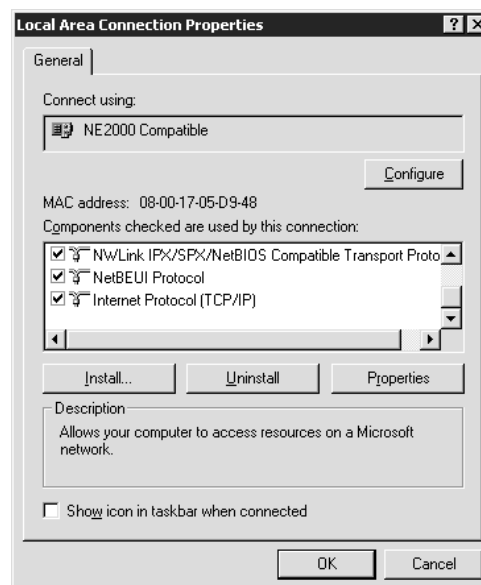 Local Area Connection Properties
General
Connect using:
NE2000 Compatible
Configure
MAC address: 08-00-17-05-D9-48
Components checked are used by this connection:
NWLink IPX/SPX/NetBIOS Compatible Transport Proto
NetBEUI Protocol
Internet Protocol (TCP/IP)
Install... Uninstall Properties
Description
Allows your computer to access resources on a Microsoft
network.
Show icon in taskbar when connected
OK Cancel